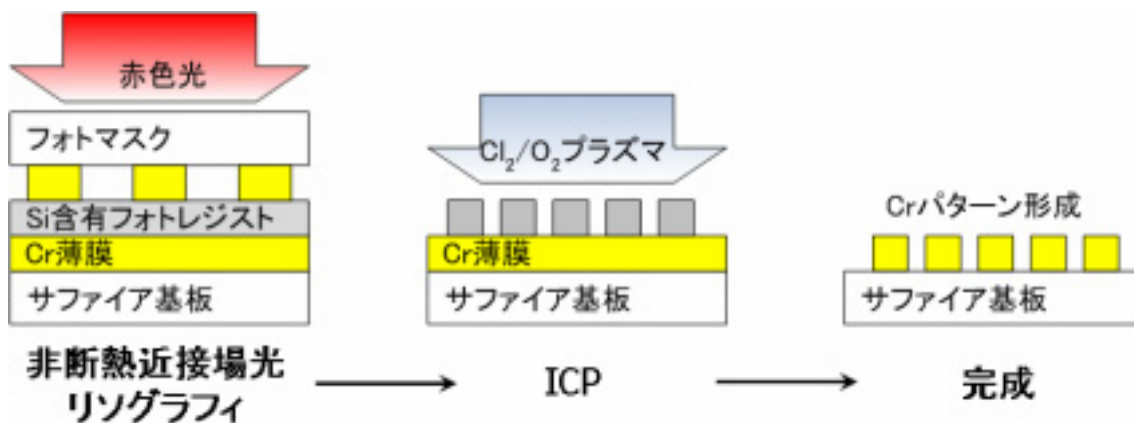 赤色光
フォトマスク
Si含有フォトレジスト
Cr薄膜
サファイア基板
非断熱近接場光
リソグラフィ
Cl₂/O₂プラズマ
Cr薄膜
サファイア基板
ICP
Crパターン形成
サファイア基板
完成